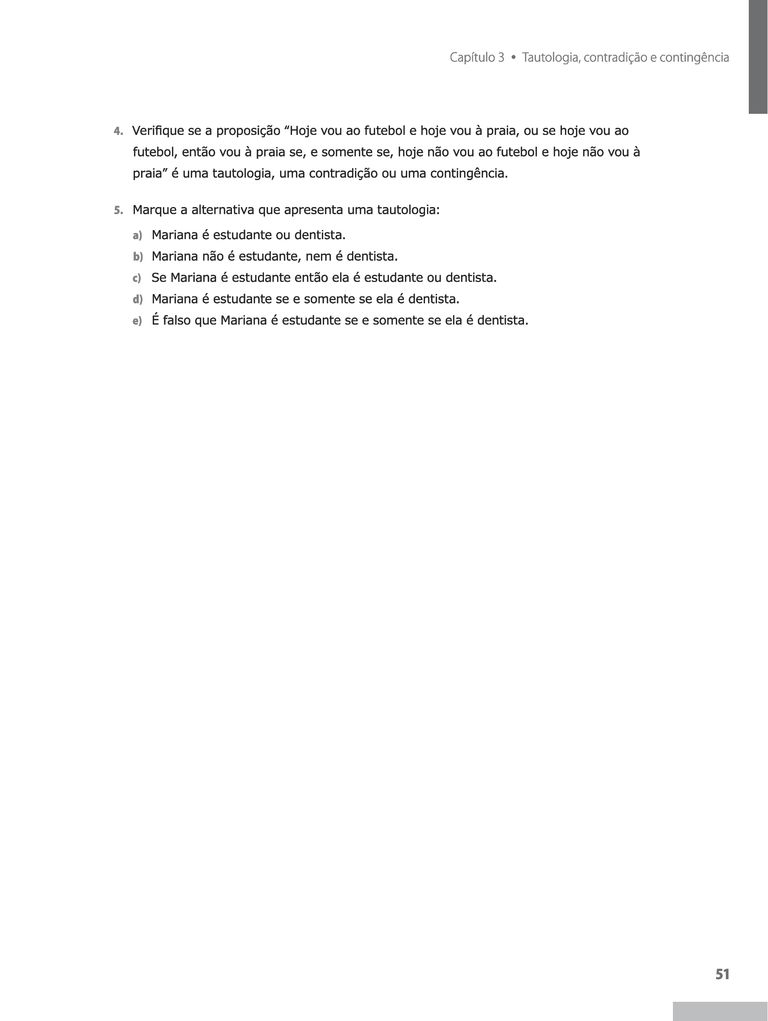 Capítulo 3 • Tautologia, contradição e contingência
4. Verifique se a proposição “Hoje vou ao futebol e hoje vou à praia, ou se hoje vou ao
futebol, então vou à praia se, e somente se, hoje não vou ao futebol e hoje não vou à
praia” é uma tautologia, uma contradição ou uma contingência.
5. Marque a alternativa que apresenta uma tautologia:
a) Mariana é estudante ou dentista.
b) Mariana não é estudante, nem é dentista.
c) Se Mariana é estudante então ela é estudante ou dentista.
d) Mariana é estudante se e somente se ela é dentista.
e) É falso que Mariana é estudante se e somente se ela é dentista.
51